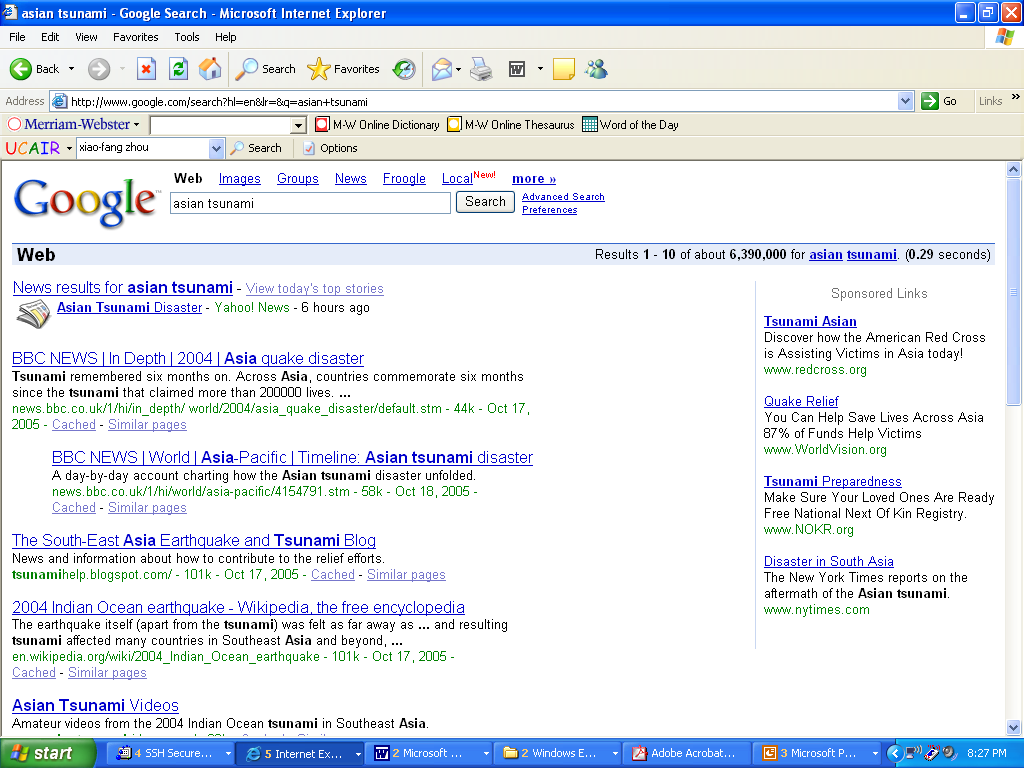 asian tsunami - Google Search - Microsoft Internet Explorer
File Edit View Favorites Tools Help
Back Search Favorites
Address http://www.google.com/search?hl=en&lr=&q=asian+tsunami Go Links »
Merriam-Webster M-W Online Dictionary M-W Online Thesaurus Word of the Day
UCAIR xiao-fang zhou Search Options
Web Images Groups News Froogle Local New! more »
Google™ asian tsunami Search Advanced Search
Preferences
Web Results 1 - 10 of about 6,390,000 for asian tsunami. (0.29 seconds)
News results for asian tsunami - View today's top stories
Asian Tsunami Disaster - Yahoo! News - 6 hours ago
BBC NEWS | In Depth | 2004 | Asia quake disaster
Tsunami remembered six months on. Across Asia, countries commemorate six months
since the tsunami that claimed more than 200000 lives. ...
news.bbc.co.uk/1/hi/in_depth/ world/2004/asia_quake_disaster/default.stm - 44k - Oct 17,
2005 - Cached - Similar pages
BBC NEWS | World | Asia-Pacific | Timeline: Asian tsunami disaster
A day-by-day account charting how the Asian tsunami disaster unfolded.
news.bbc.co.uk/1/hi/world/asia-pacific/4154791.stm - 58k - Oct 18, 2005 -
Cached - Similar pages
The South-East Asia Earthquake and Tsunami Blog
News and information about how to contribute to the relief efforts.
tsunamihelp.blogspot.com/ - 101k - Oct 17, 2005 - Cached - Similar pages
2004 Indian Ocean earthquake - Wikipedia, the free encyclopedia
The earthquake itself (apart from the tsunami) was felt as far away as ... and resulting
tsunami affected many countries in Southeast Asia and beyond, ...
en.wikipedia.org/wiki/2004_Indian_Ocean_earthquake - 101k - Oct 17, 2005 -
Cached - Similar pages
Asian Tsunami Videos
Amateur videos from the 2004 Indian Ocean tsunami in Southeast Asia.
Sponsored Links
Tsunami Asian
Discover how the American Red Cross
is Assisting Victims in Asia today!
www.redcross.org
Quake Relief
You Can Help Save Lives Across Asia
87% of Funds Help Victims
www.WorldVision.org
Tsunami Preparedness
Make Sure Your Loved Ones Are Ready
Free National Next Of Kin Registry.
www.NOKR.org
Disaster in South Asia
The New York Times reports on the
aftermath of the Asian tsunami.
www.nytimes.com
start 4 SSH Secure... 5 Internet Ex... 2 Microsoft ... 2 Windows E... Adobe Acrobat... 3 Microsoft P... 8:27 PM